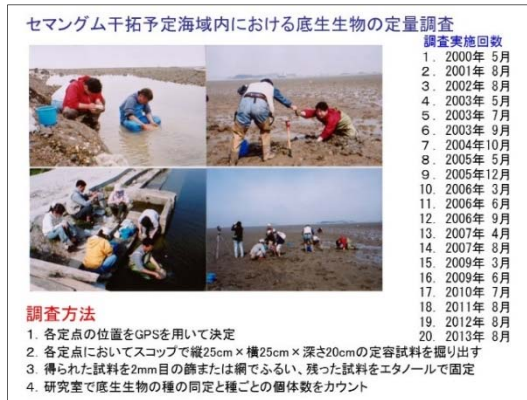 セマングム干拓予定海域内における底生生物の定量調査
調査実施回数
1. 2000年 5月
2. 2001年 8月
3. 2002年 8月
4. 2003年 5月
5. 2003年 7月
6. 2003年 9月
7. 2004年10月
8. 2005年 5月
9. 2005年12月
10. 2006年 3月
11. 2006年 6月
12. 2006年 9月
13. 2007年 4月
14. 2007年 8月
15. 2009年 3月
16. 2009年 6月
17. 2010年 7月
18. 2011年 8月
19. 2012年 8月
20. 2013年 8月
調査方法
1. 各定点の位置をGPSを用いて決定
2. 各定点においてスコップで縦25cm×横25cm×深さ20cmの定容試料を掘り出す
3. 得られた試料を2mm目の篩または網でふるい、残った試料をエタノールで固定
4. 研究室で底生生物の種の同定と種ごとの個体数をカウント